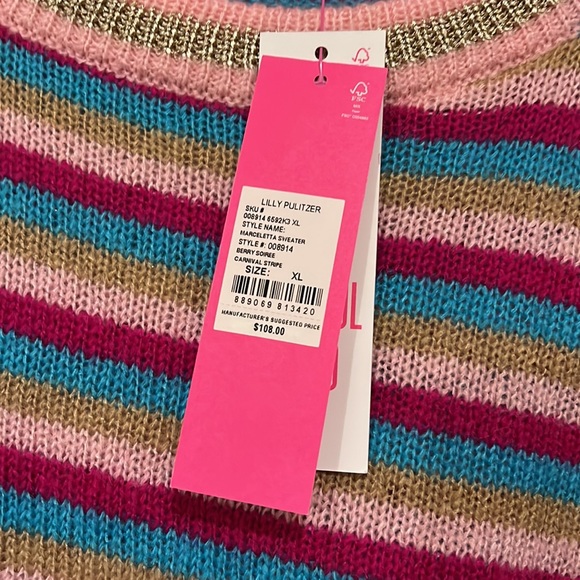 FSC
LILLY PULITZER
SKU #
008914 6592K3 XL
STYLE NAME:
MARCELETTA SWEATER
STYLE #: 008914
BERRY SOIREE
CARNIVAL STRIPE
SIZE: XL
889069 813420
MANUFACTURER'S SUGGESTED PRICE
$108.00